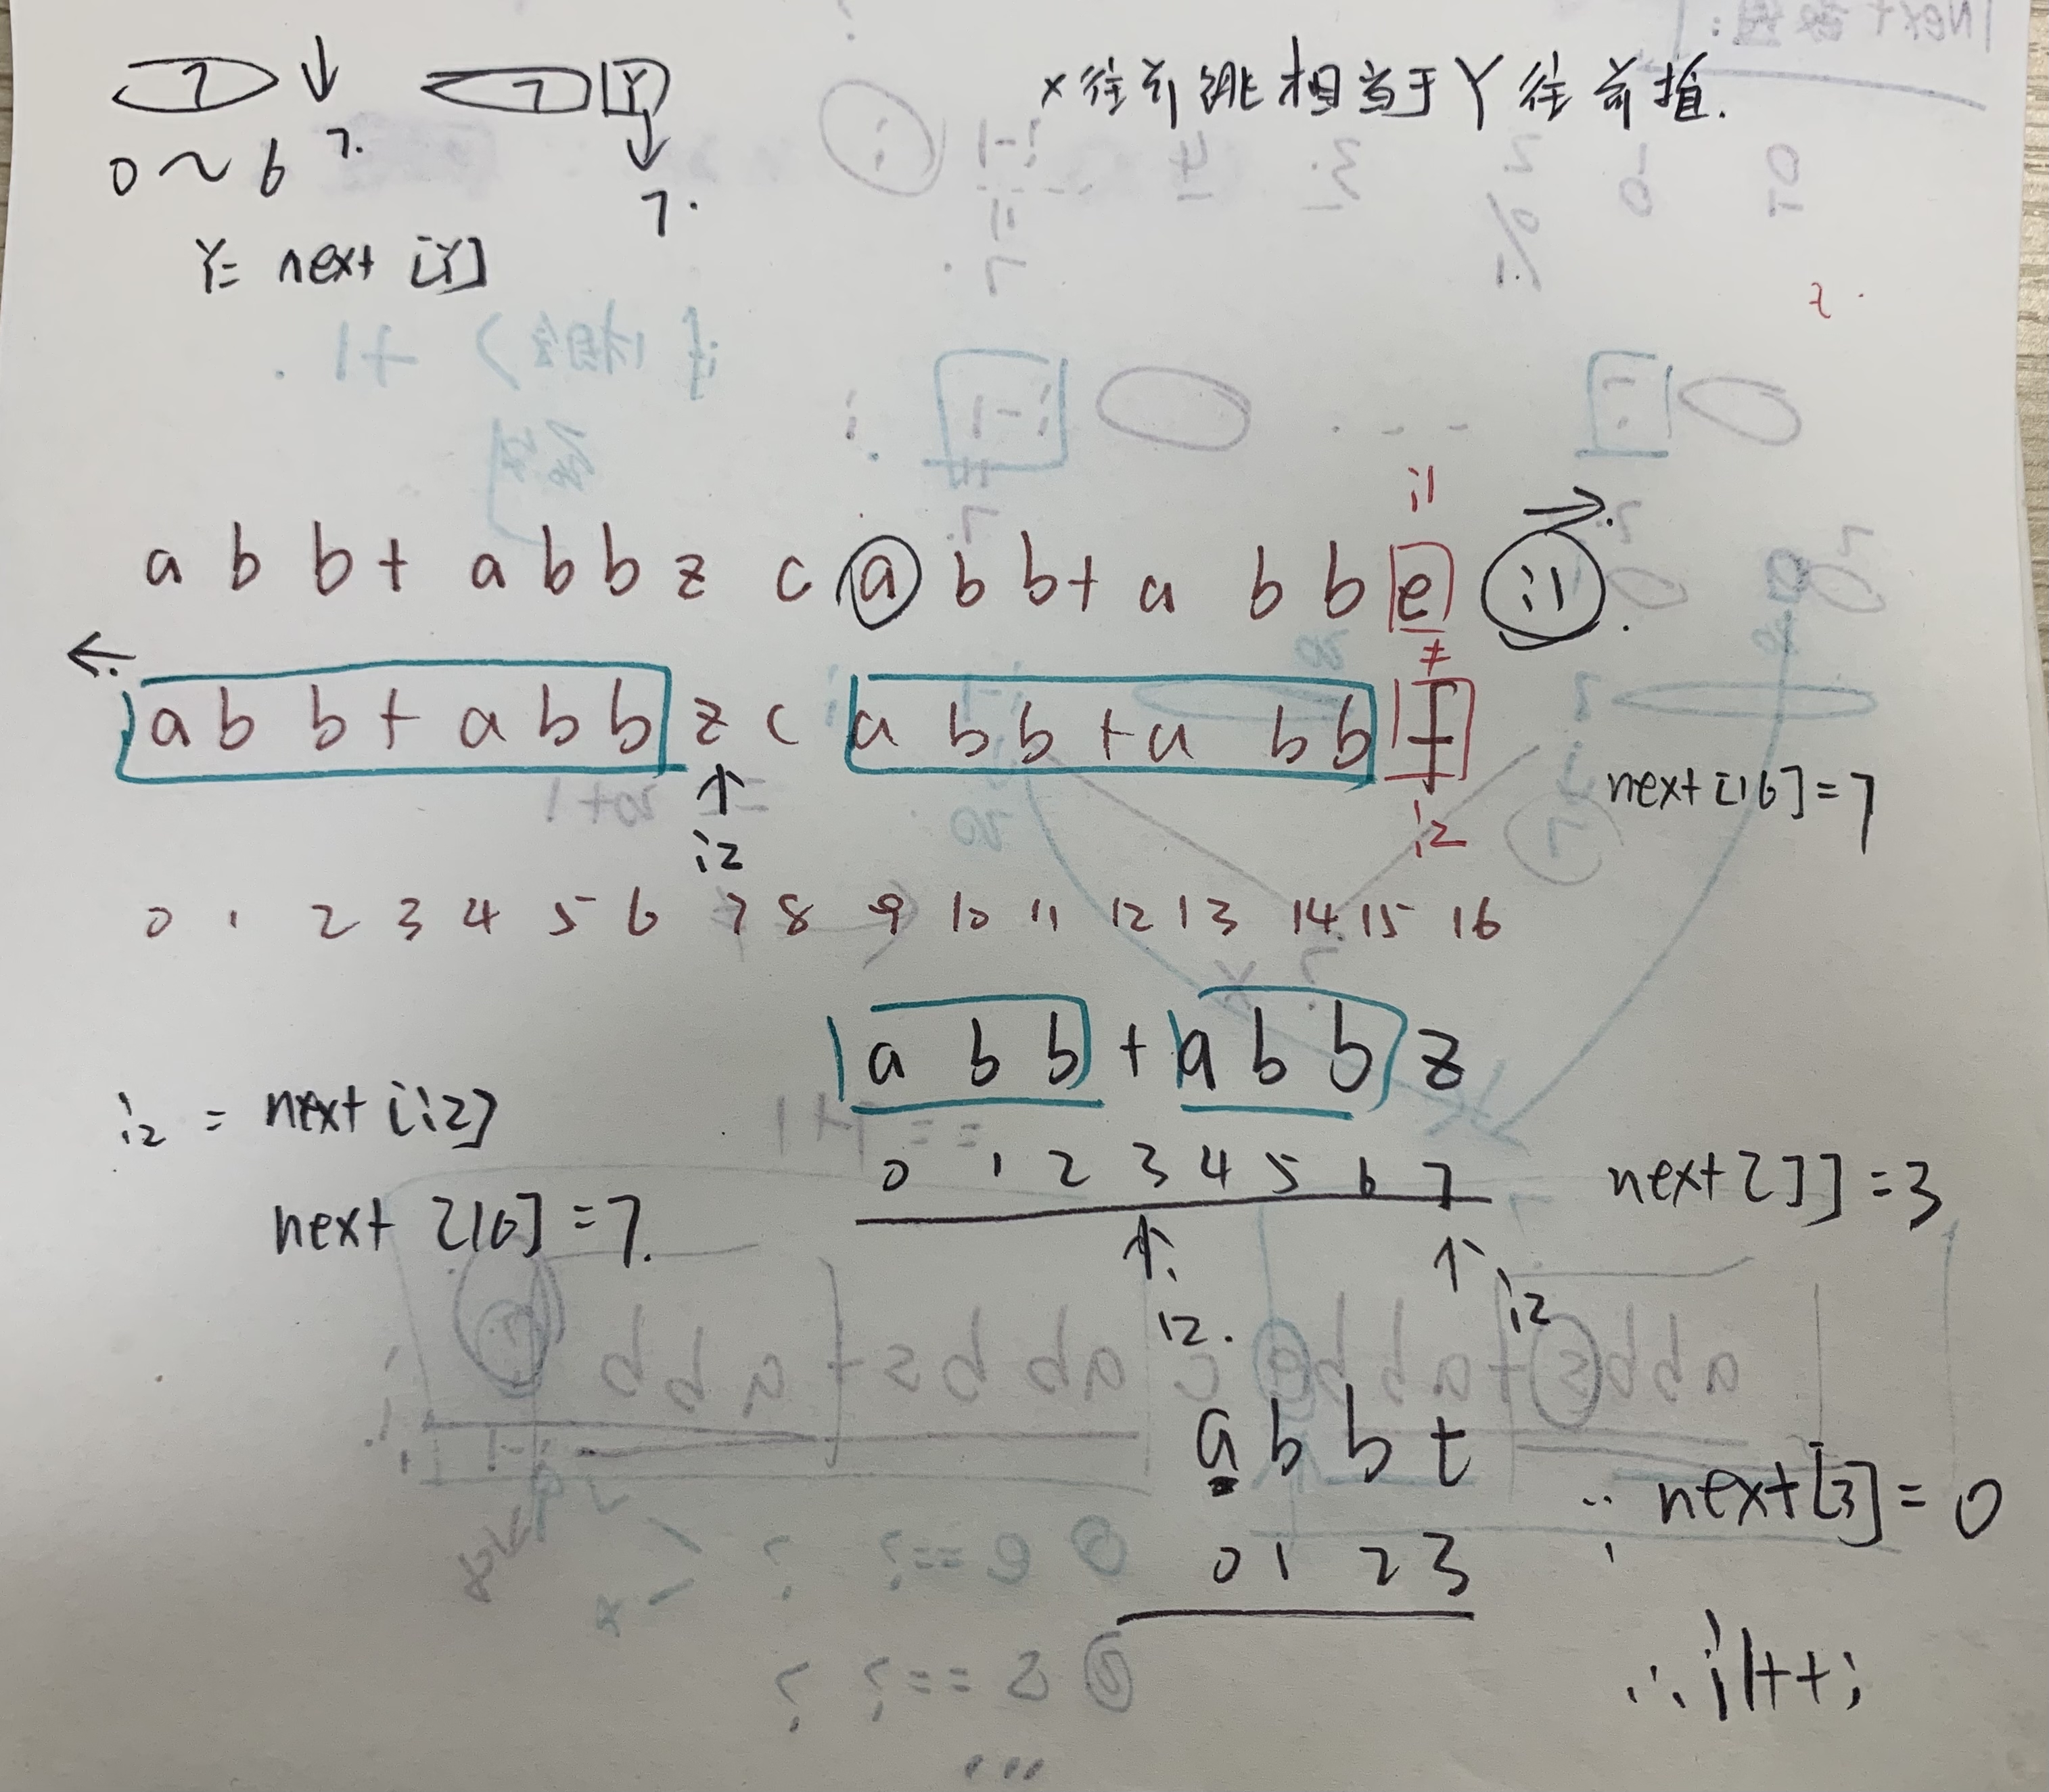 7 ↓ 7 Y
x往前跳相当于Y往前指.
0 ~ 6 7. ↓ 7.
Y= next [Y]
i1 →
a b b t a b b z c a b b t a b b e i1
← ≠
a b b t a b b z c a b b t a b b f
↑ next [16] = 7
i2 i2
0 1 2 3 4 5 6 7 8 9 10 11 12 13 14 15 16
a b b t a b b z
i2 = next [i2]
0 1 2 3 4 5 6 7 next [7] = 3
next [16] = 7.
↑ ↑ i2
i2.
a b b t
∵ next [3] = 0
0 1 2 3
∴ i1++;